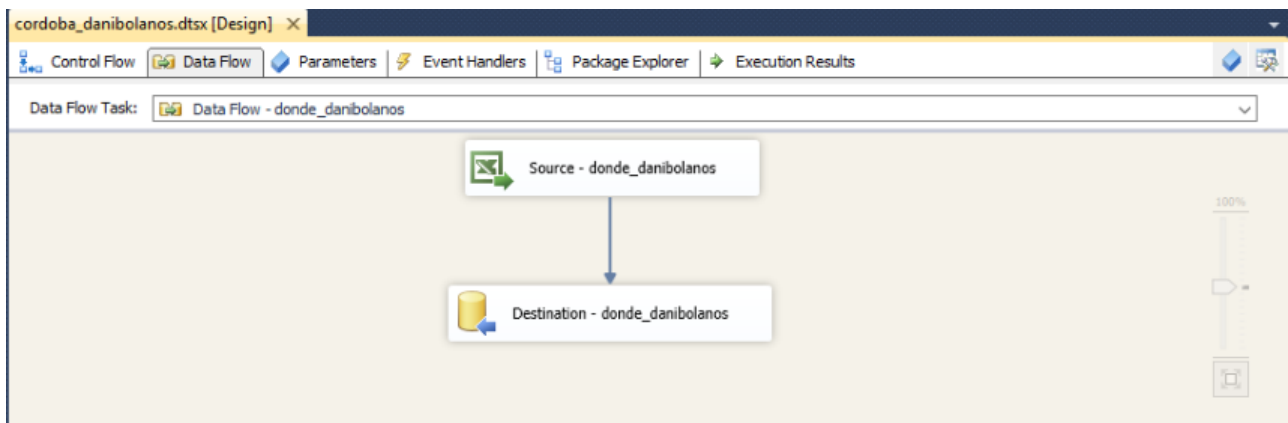 cordoba_danibolanos.dtsx [Design]
Control Flow Data Flow Parameters Event Handlers Package Explorer Execution Results
Data Flow Task: Data Flow - donde_danibolanos
Source - donde_danibolanos
100%
Destination - donde_danibolanos